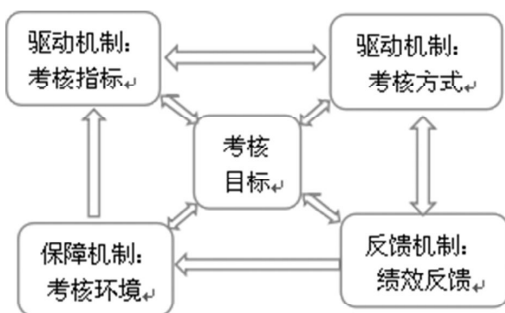 驱动机制：
考核指标↵
驱动机制：
考核方式↵
考核
目标↵
保障机制：
考核环境↵
反馈机制：
绩效反馈↵